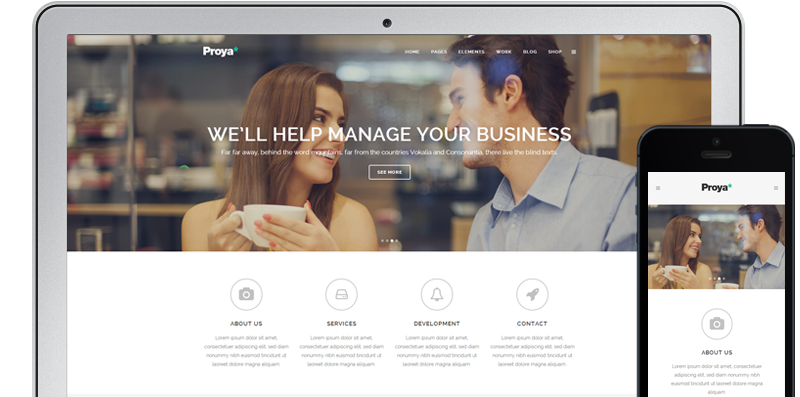 Proya
HOME PAGES ELEMENTS WORK BLOG SHOP
WE'LL HELP MANAGE YOUR BUSINESS
Far far away, behind the word mountains, far from the countries Vokalia and Consonantia, there live the blind texts.
SEE MORE
ABOUT US
Lorem ipsum dolor sit amet,
consectetuer adipiscing elit, sed diam
nonummy nibh euismod tincidunt ut
laoreet dolore magna aliquam
SERVICES
Lorem ipsum dolor sit amet,
consectetuer adipiscing elit, sed diam
nonummy nibh euismod tincidunt ut
laoreet dolore magna aliquam
DEVELOPMENT
Lorem ipsum dolor sit amet,
consectetuer adipiscing elit, sed diam
nonummy nibh euismod tincidunt ut
laoreet dolore magna aliquam
CONTACT
Lorem ipsum dolor sit amet,
consectetuer adipiscing elit, sed diam
nonummy nibh euismod tincidunt ut
laoreet dolore magna aliquam
Proya
ABOUT US
Lorem ipsum dolor sit amet, consectetuer
adipiscing elit, sed diam nonummy nibh
euismod tincidunt ut laoreet dolore magna
aliquam